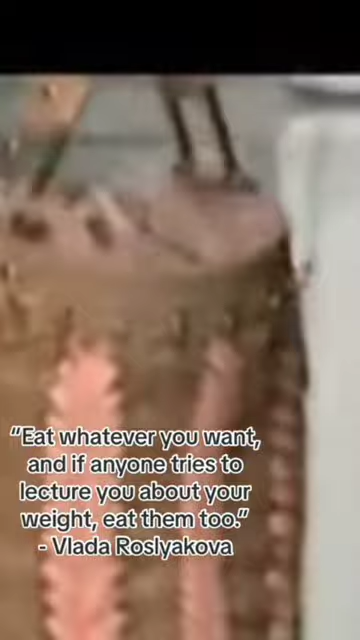 “Eat whatever you want,
and if anyone tries to
lecture you about your
weight, eat them too.”
- Vlada Roslyakova